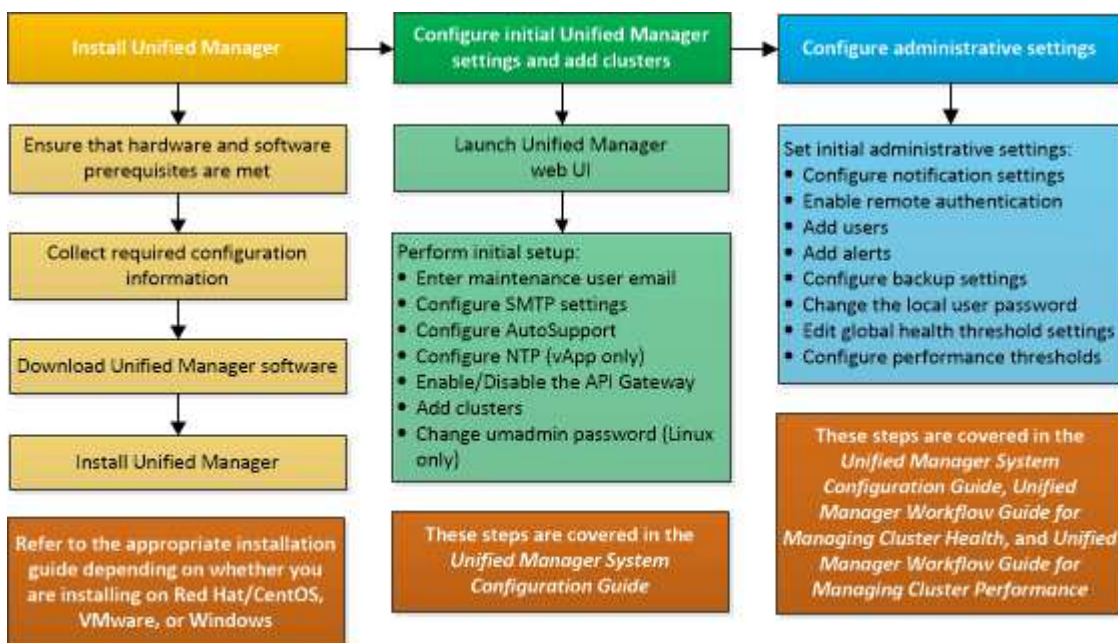 Install Unified Manager
Ensure that hardware and software
prerequisites are met
Collect required configuration
information
Download Unified Manager software
Install Unified Manager
Refer to the appropriate installation
guide depending on whether you
are installing on Red Hat/CentOS,
VMware, or Windows
Configure initial Unified Manager
settings and add clusters
Launch Unified Manager
web UI
Perform initial setup:
• Enter maintenance user email
• Configure SMTP settings
• Configure AutoSupport
• Configure NTP (vApp only)
• Enable/Disable the API Gateway
• Add clusters
• Change umadmin password (Linux
only)
These steps are covered in the
Unified Manager System
Configuration Guide
Configure administrative settings
Set initial administrative settings:
• Configure notification settings
• Enable remote authentication
• Add users
• Add alerts
• Configure backup settings
• Change the local user password
• Edit global health threshold settings
• Configure performance thresholds
These steps are covered in the
Unified Manager System
Configuration Guide, Unified
Manager Workflow Guide for
Managing Cluster Health, and Unified
Manager Workflow Guide for
Managing Cluster Performance